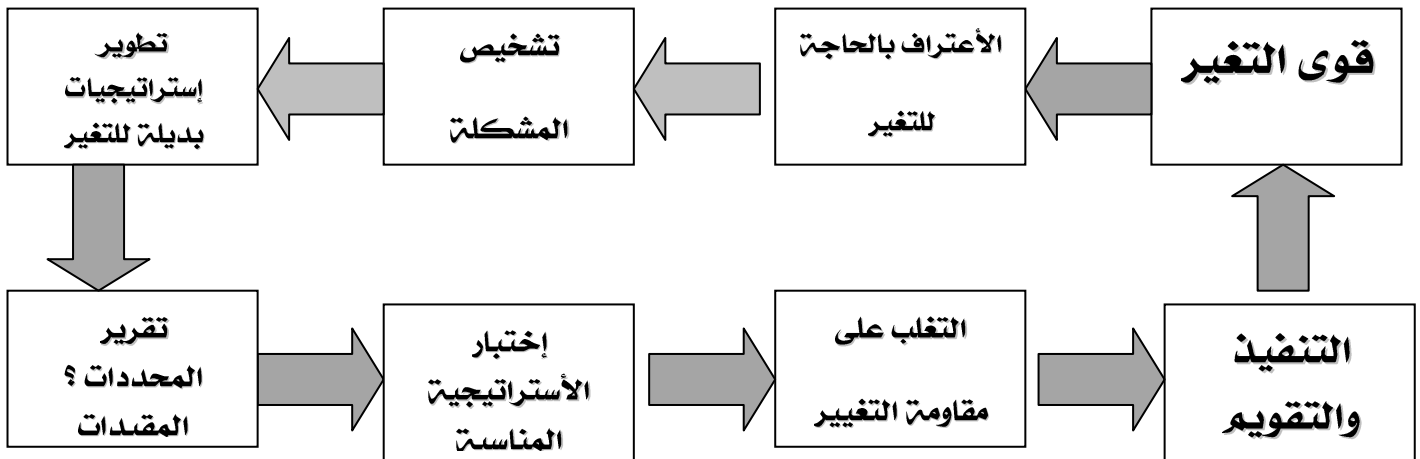 قوى التغير
الأعتراف بالحاجة
للتغير
تشخيص
المشكلة
تطوير
إستراتيجيات
بديلة للتغير
تقرير
المحددات ؟
المقيدات
إختبار
الأستراتيجية
المناسبة
التغلب على
مقاومة التغيير
التنفيذ
والتقويم